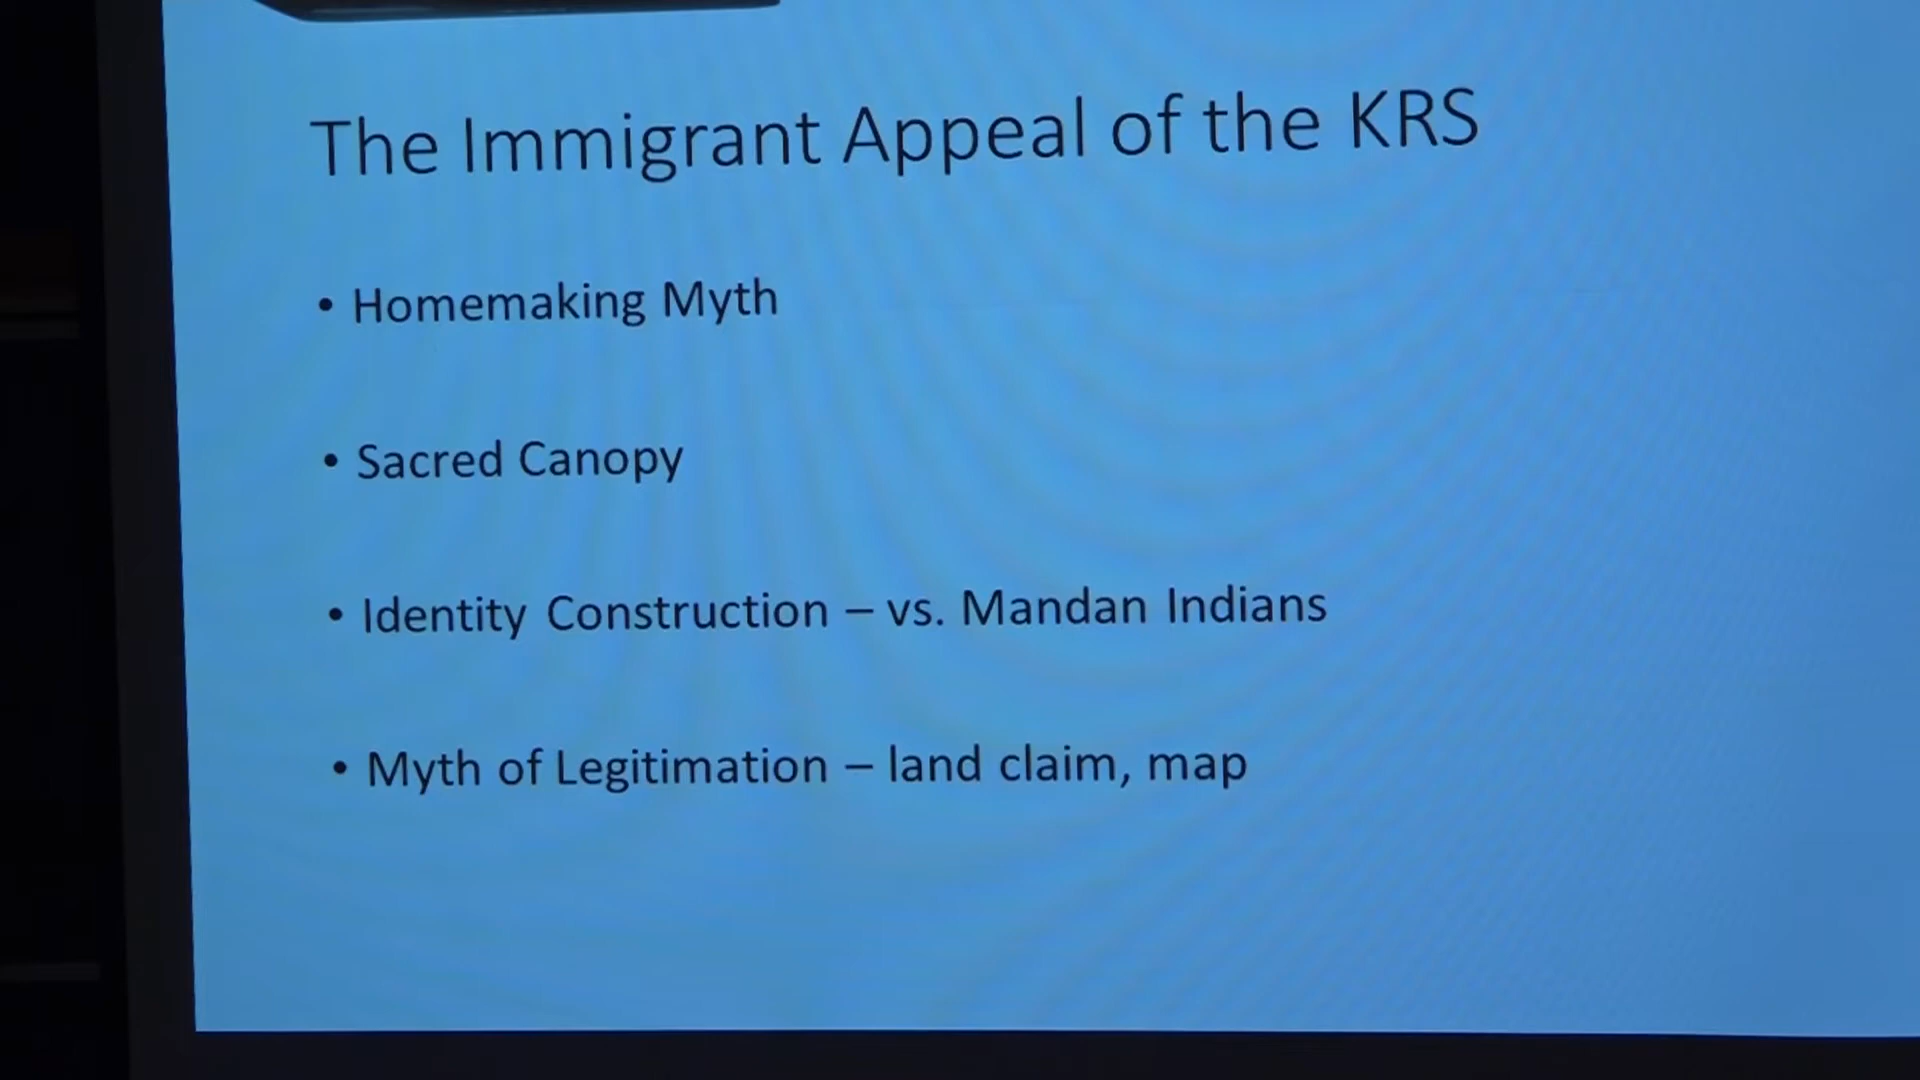 The Immigrant Appeal of the KRS
• Homemaking Myth
• Sacred Canopy
• Identity Construction – vs. Mandan Indians
• Myth of Legitimation – land claim, map